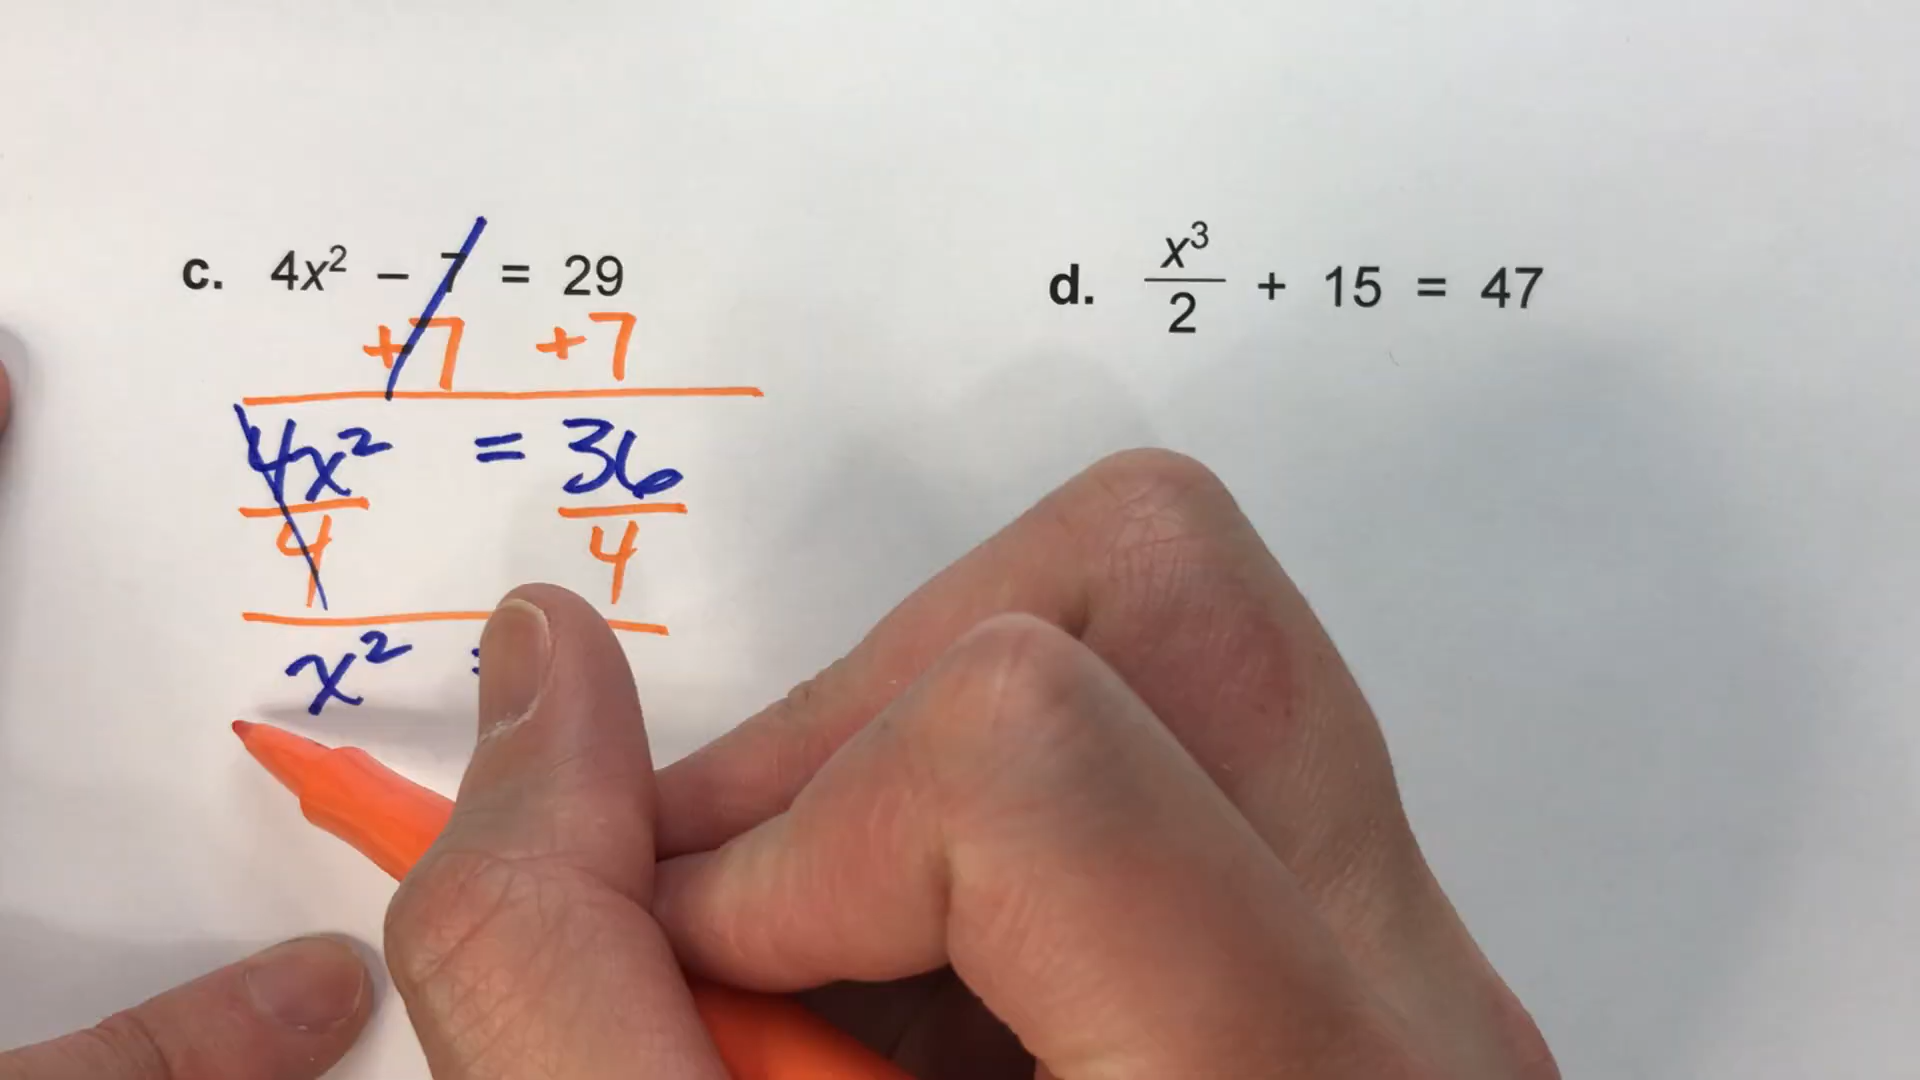 c. 4x² – 7 = 29
+7 +7
4x² = 36
4 4
x² =
d. x³/2 + 15 = 47